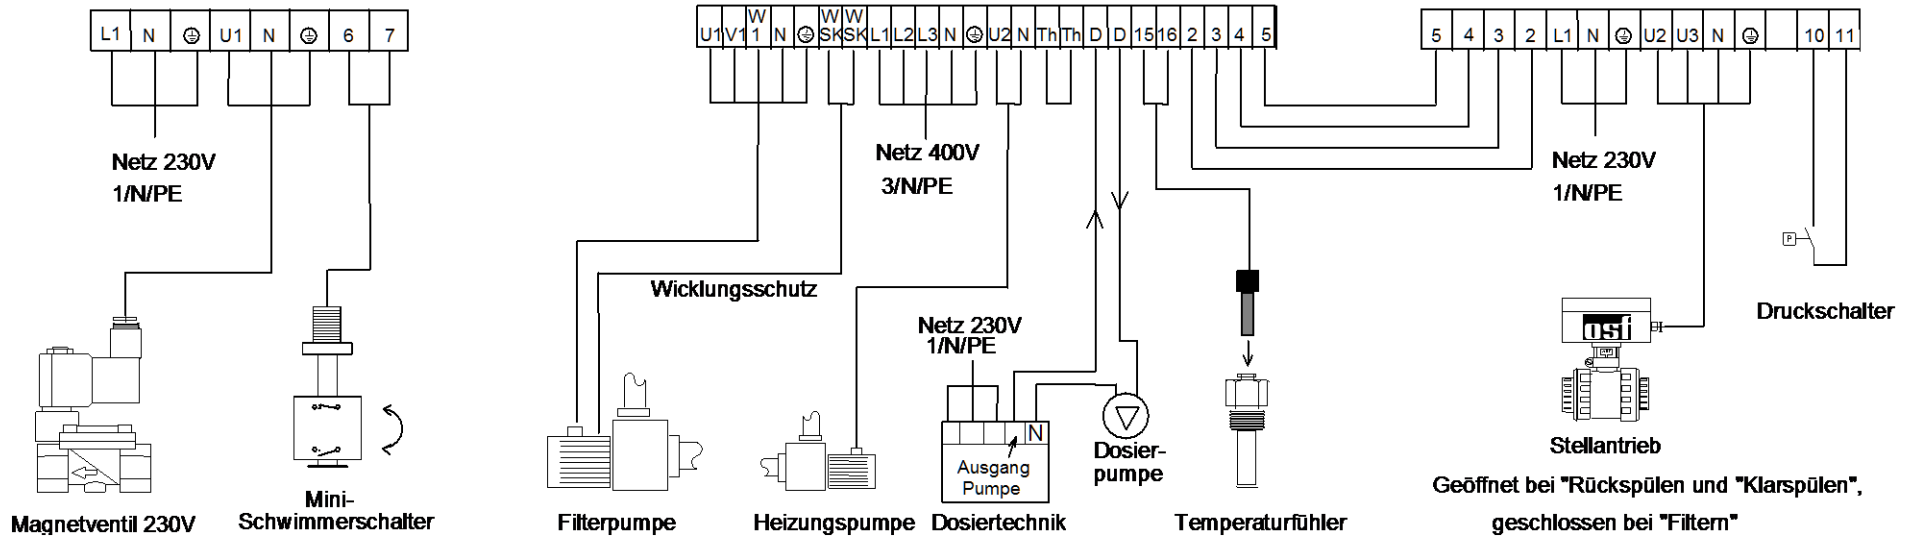 L1 N U1 N 6 7
Netz 230V
1/N/PE
Magnetventil 230V
Mini-
Schwimmerschalter
U1 V1 W1 N WSK WSK L1 L2 L3 N U2 N Th Th D D 15 16 2 3 4 5
Netz 400V
3/N/PE
Wicklungsschutz
Netz 230V
1/N/PE
N
Ausgang
Pumpe
Dosier-
pumpe
Filterpumpe
Heizungspumpe
Dosiertechnik
Temperaturfühler
5 4 3 2 L1 N U2 U3 N 10 11
Netz 230V
1/N/PE
P
Druckschalter
osf
Stellantrieb
Geöffnet bei "Rückspülen und "Klarspülen",
geschlossen bei "Filtern"